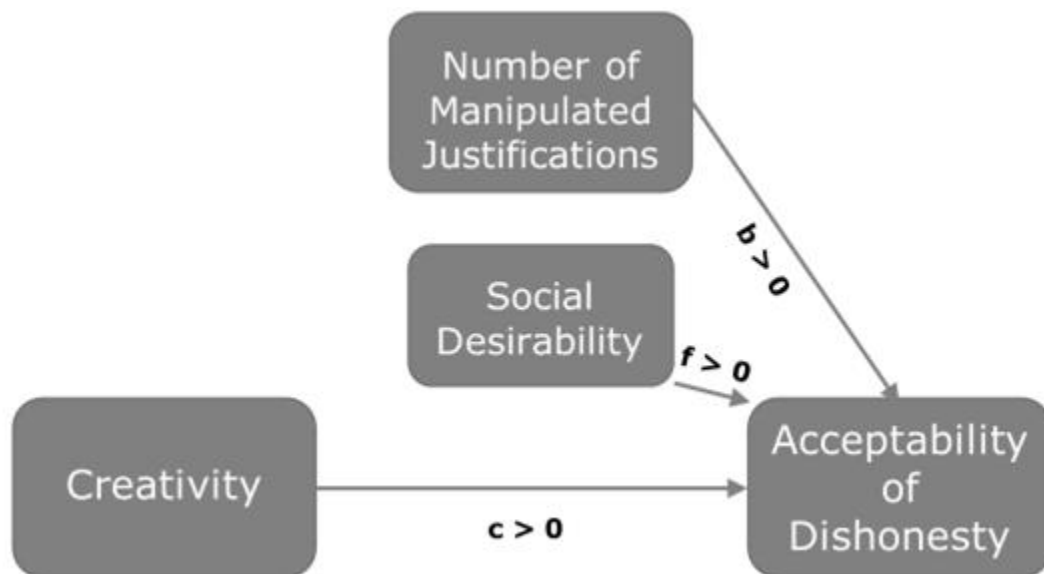 Number of
Manipulated
Justifications
b > 0
Social
Desirability
f > 0
Creativity
c > 0
Acceptability
of
Dishonesty